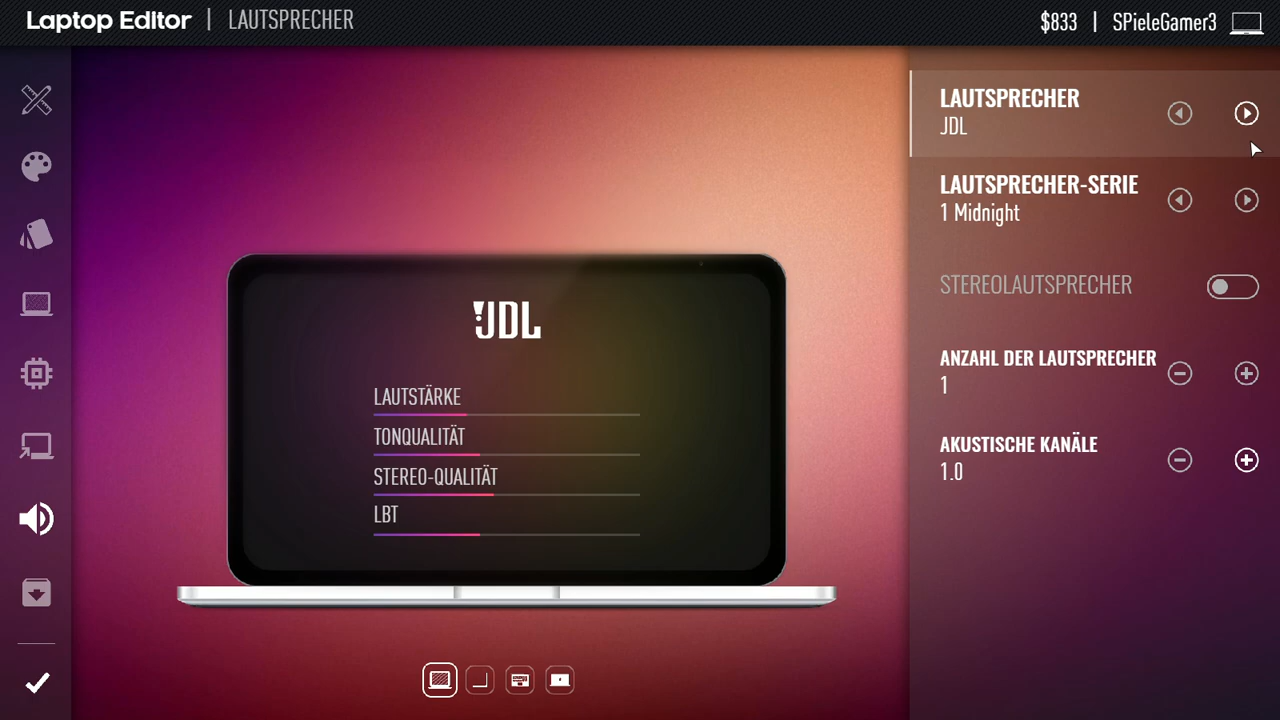 Laptop Editor | LAUTSPRECHER
$833 | SPieleGamer3
LAUTSPRECHER
JDL
LAUTSPRECHER-SERIE
1 Midnight
STEREOLAUTSPRECHER
ANZAHL DER LAUTSPRECHER
1
AKUSTISCHE KANÄLE
1.0
JDL
LAUTSTÄRKE
TONQUALITÄT
STEREO-QUALITÄT
LBT